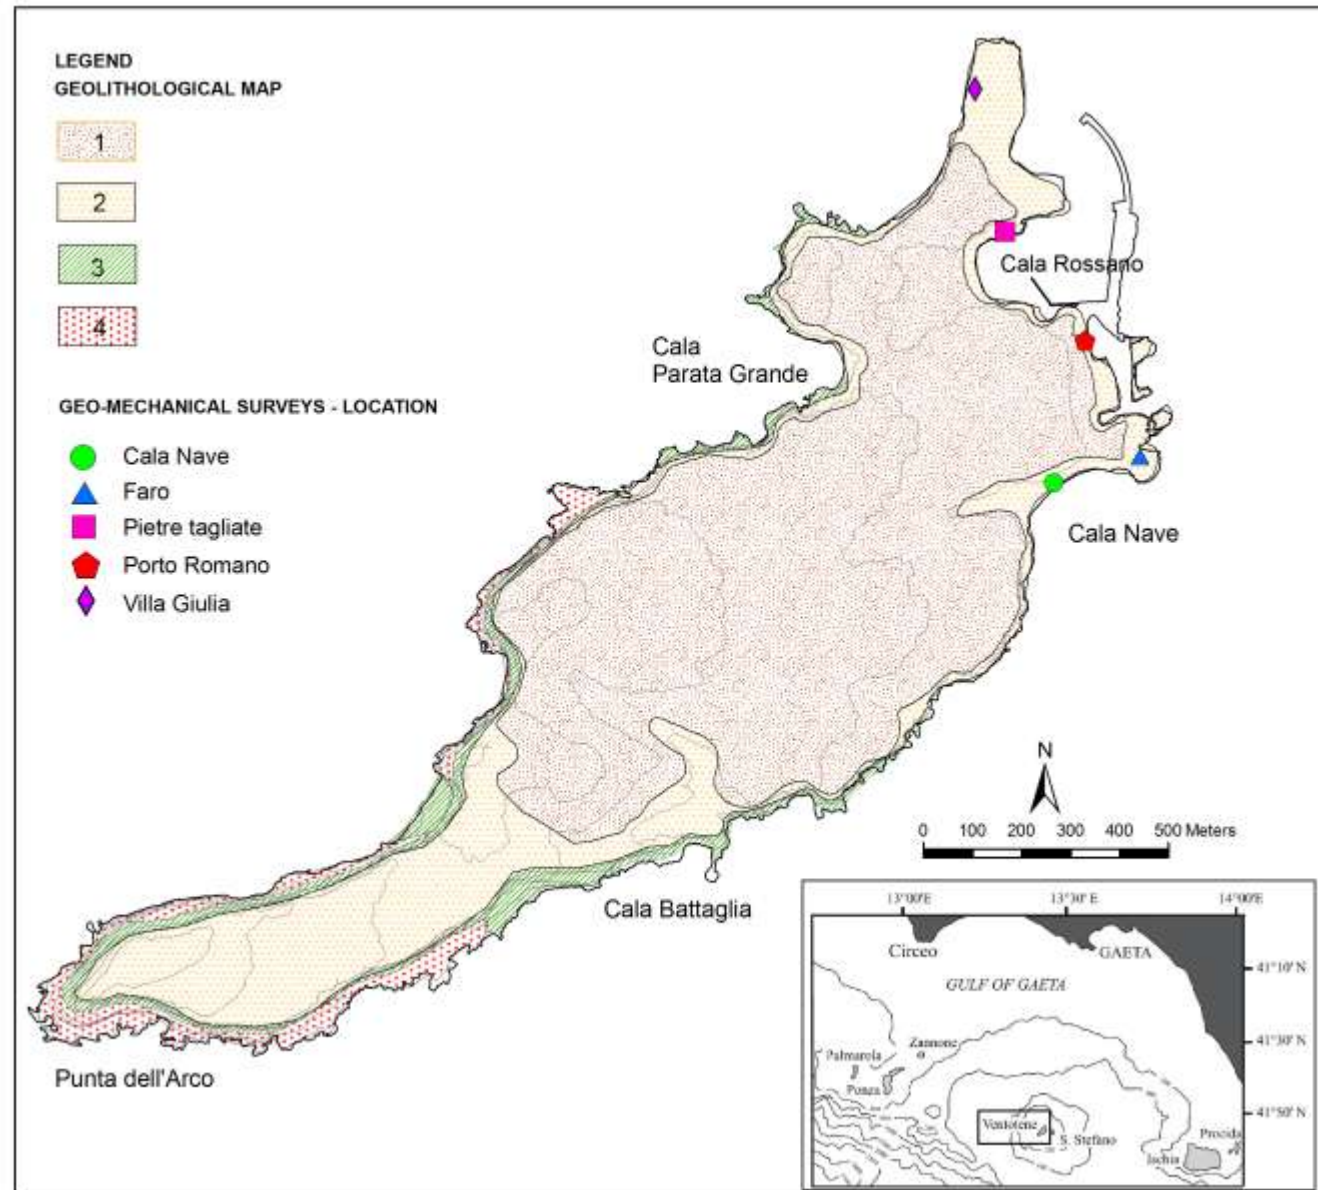 LEGEND
GEOLITHOLOGICAL MAP
1
2
3
4
GEO-MECHANICAL SURVEYS - LOCATION
Cala Nave
Faro
Pietre tagliate
Porto Romano
Villa Giulia
Cala Rossano
Cala
Parata Grande
Cala Nave
Cala Battaglia
Punta dell'Arco
N
0 100 200 300 400 500 Meters
13°00' E 13°30' E 14°00' E
Circeo
GAETA
GULF OF GAETA
41°10' N
41°30' N
41°50' N
Zannone
Palmarola
Ponza
Ventotene
S. Stefano
Procida
Ischia